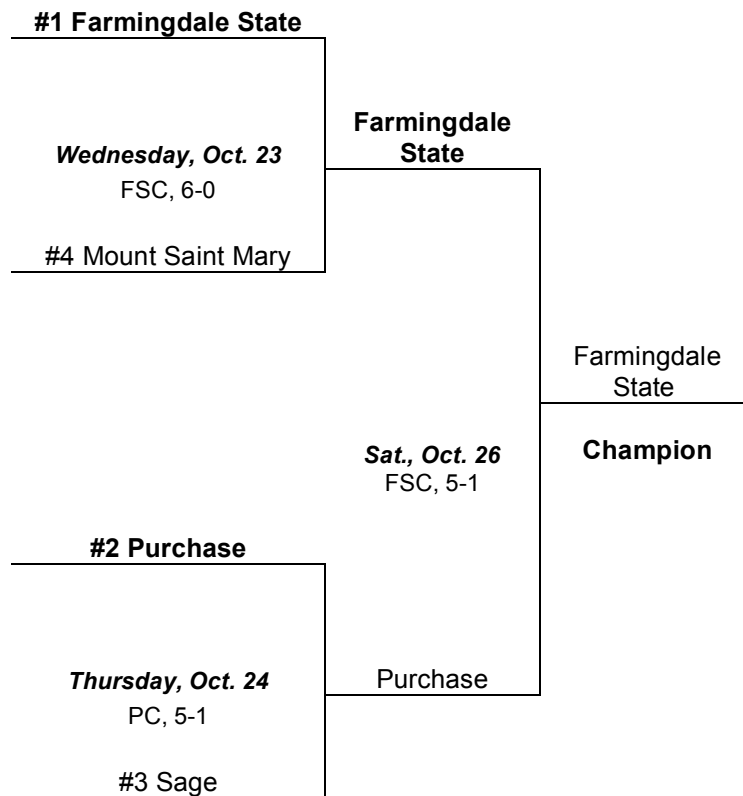 #1 Farmingdale State
Farmingdale
State
Wednesday, Oct. 23
FSC, 6-0
#4 Mount Saint Mary
Farmingdale
State
Sat., Oct. 26
FSC, 5-1
Champion
#2 Purchase
Thursday, Oct. 24
PC, 5-1
Purchase
#3 Sage